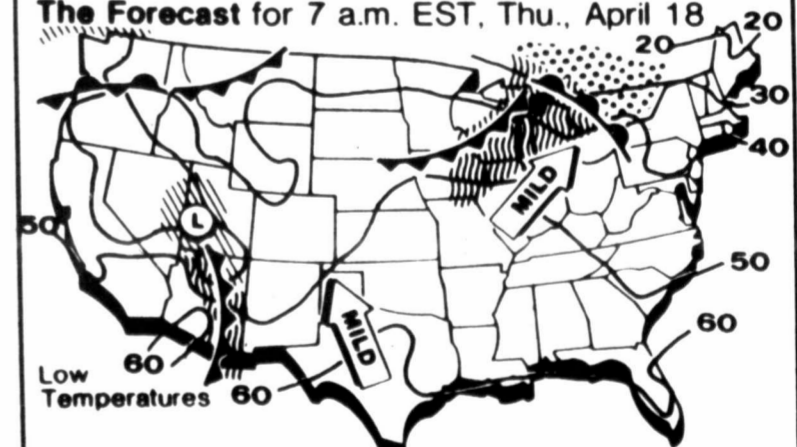 The Forecast for 7 a.m. EST, Thu., April 18
20
20
30
40
MILD
L
50
50
MILD
60
60
60
Low
Temperatures